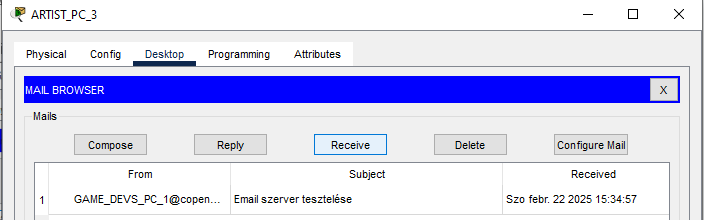 ARTIST_PC_3
Physical Config Desktop Programming Attributes
MAIL BROWSER X
Mails
Compose Reply Receive Delete Configure Mail
From Subject Received
1 GAME_DEVS_PC_1@copen... Email szerver tesztelése Szo febr. 22 2025 15:34:57